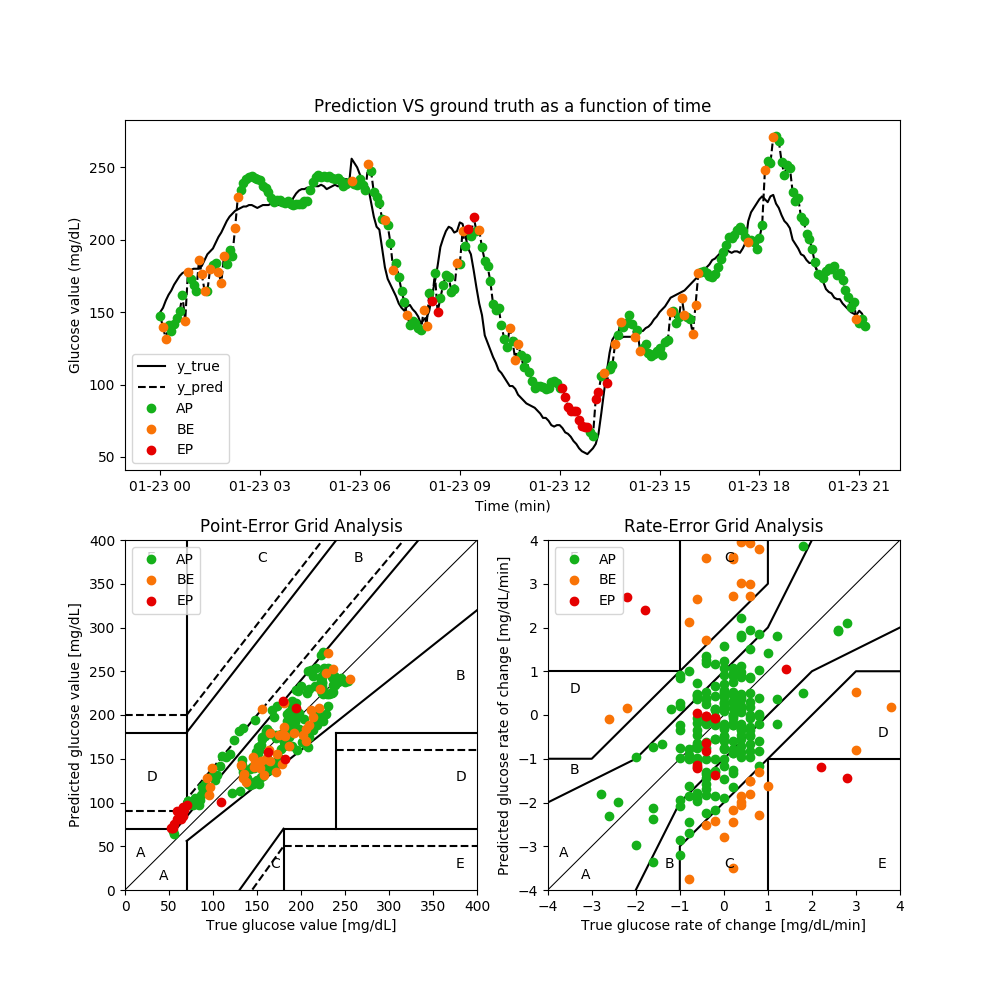 Prediction VS ground truth as a function of time
Glucose value (mg/dL)
250
200
150
100
50
y_true
y_pred
AP
BE
EP
01-23 00 01-23 03 01-23 06 01-23 09 01-23 12 01-23 15 01-23 18 01-23 21
Time (min)
Point-Error Grid Analysis
Predicted glucose value [mg/dL]
400
350
300
250
200
150
100
50
0
AP
BE
EP
C B
B
D D
A
A
C E
0 50 100 150 200 250 300 350 400
True glucose value [mg/dL]
Rate-Error Grid Analysis
Predicted glucose rate of change [mg/dL/min]
4
3
2
1
0
−1
−2
−3
−4
AP
BE
EP
C
D
D
B
A
A
B C E
−4 −3 −2 −1 0 1 2 3 4
True glucose rate of change [mg/dL/min]